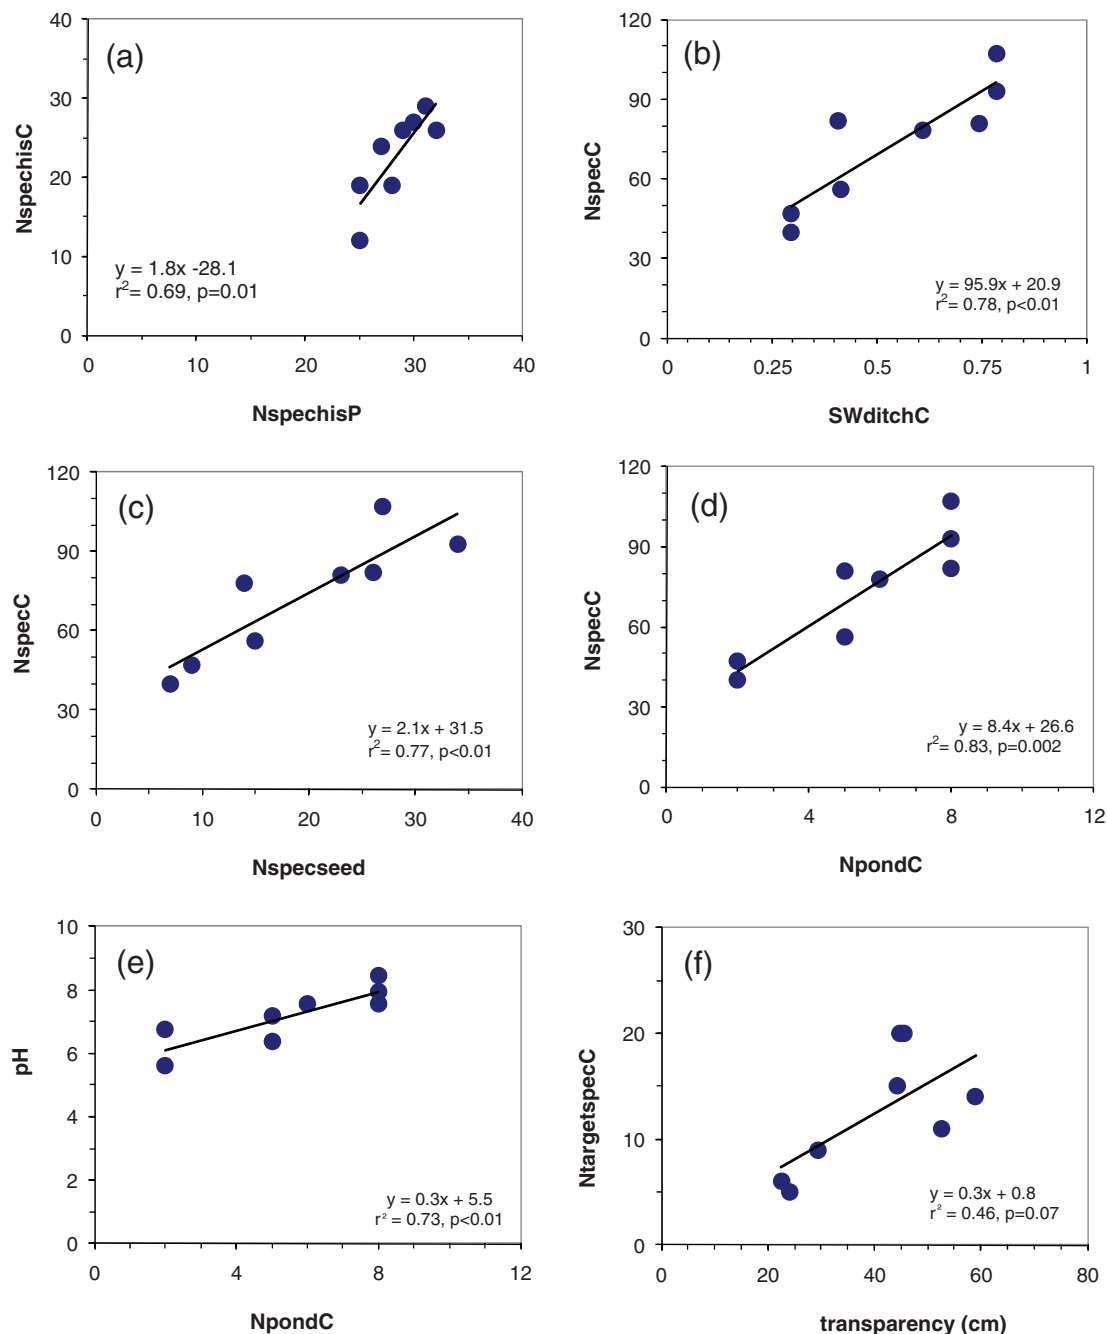 (a)
NspechisC
40
30
20
10
0
y = 1.8x -28.1
r²= 0.69, p=0.01
0 10 20 30 40
NspechisP
(b)
NspecC
120
90
60
30
0
y = 95.9x + 20.9
r²= 0.78, p<0.01
0 0.25 0.5 0.75 1
SWditchC
(c)
NspecC
120
90
60
30
0
y = 2.1x + 31.5
r²= 0.77, p<0.01
0 10 20 30 40
Nspecseed
(d)
NspecC
120
90
60
30
0
y = 8.4x + 26.6
r²= 0.83, p=0.002
0 4 8 12
NpondC
(e)
pH
10
8
6
4
2
0
y = 0.3x + 5.5
r² = 0.73, p<0.01
0 4 8 12
NpondC
(f)
NtargetspecC
30
20
10
0
y = 0.3x + 0.8
r² = 0.46, p=0.07
0 20 40 60 80
transparency (cm)